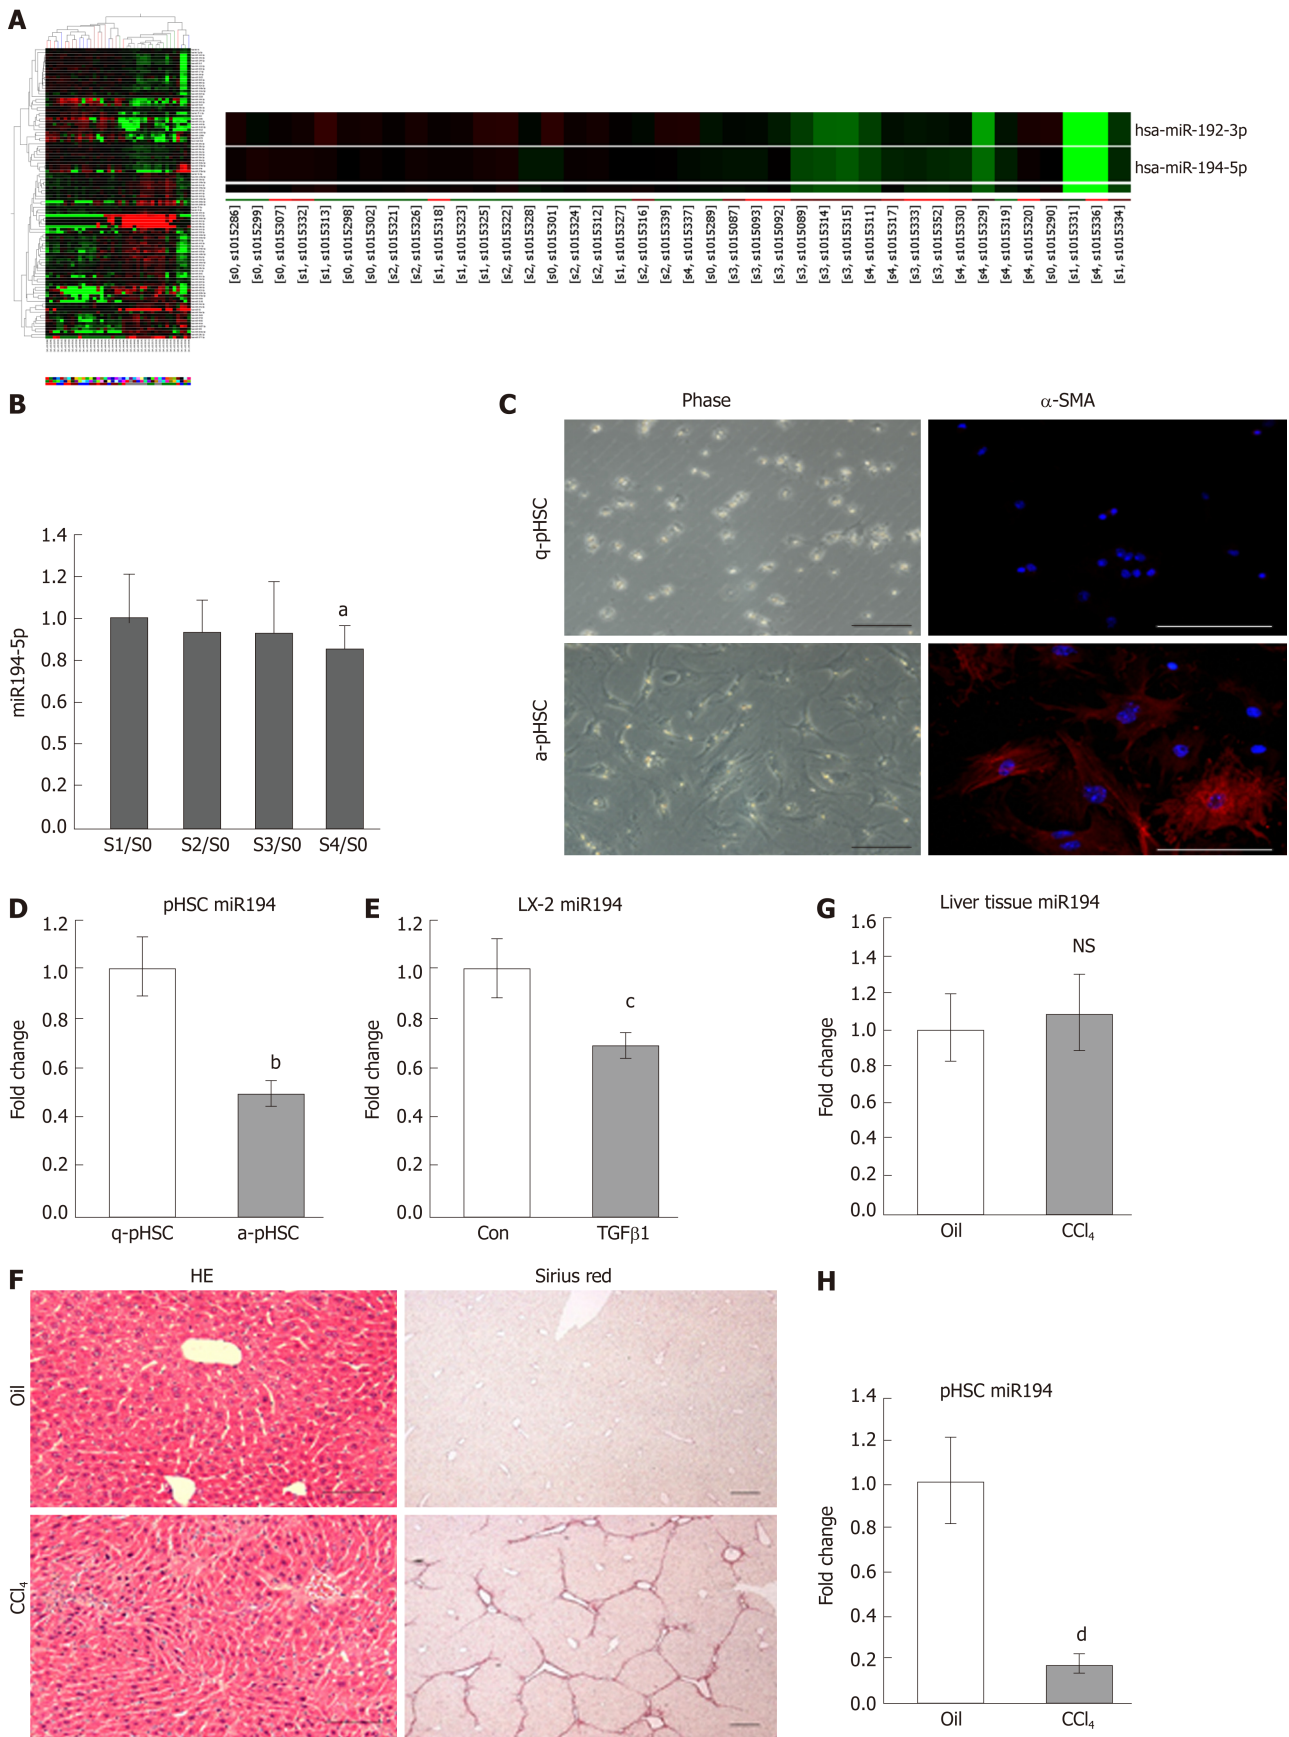 A
hsa-miR-192-3p
hsa-miR-194-5p
[s0, s1015286]
[s0, s1015299]
[s0, s1015307]
[s1, s1015332]
[s1, s1015313]
[s0, s1015298]
[s0, s1015302]
[s2, s1015321]
[s2, s1015326]
[s1, s1015318]
[s1, s1015323]
[s1, s1015325]
[s1, s1015322]
[s2, s1015328]
[s0, s1015301]
[s2, s1015324]
[s2, s1015312]
[s1, s1015327]
[s2, s1015316]
[s2, s1015339]
[s4, s1015337]
[s0, s1015289]
[s3, s1015087]
[s3, s1015093]
[s3, s1015092]
[s3, s1015089]
[s3, s1015314]
[s3, s1015315]
[s4, s1015111]
[s4, s1015317]
[s3, s1015333]
[s3, s1015352]
[s4, s1015330]
[s4, s1015329]
[s4, s1015319]
[s4, s1015320]
[s0, s1015290]
[s1, s1015331]
[s4, s1015336]
[s1, s1015334]
B
miR194-5p
1.4
1.2
1.0
0.8
0.6
0.5
0.2
0.0
a
S1/S0 S2/S0 S3/S0 S4/S0
C
Phase α-SMA
q-pHSC
a-pHSC
D
pHSC miR194
Fold change
1.2
1.0
0.8
0.6
0.4
0.2
0.0
b
q-pHSC a-pHSC
E
LX-2 miR194
Fold change
1.2
1.0
0.8
0.6
0.4
0.2
0.0
c
Con TGFβ1
G
Liver tissue miR194
Fold change
1.6
1.4
1.2
1.0
0.8
0.6
0.4
0.2
0.0
NS
Oil CCl₄
F
HE Sirius red
Oil
CCl₄
H
pHSC miR194
Fold change
1.4
1.2
1.0
0.8
0.6
0.4
0.2
0.0
d
Oil CCl₄